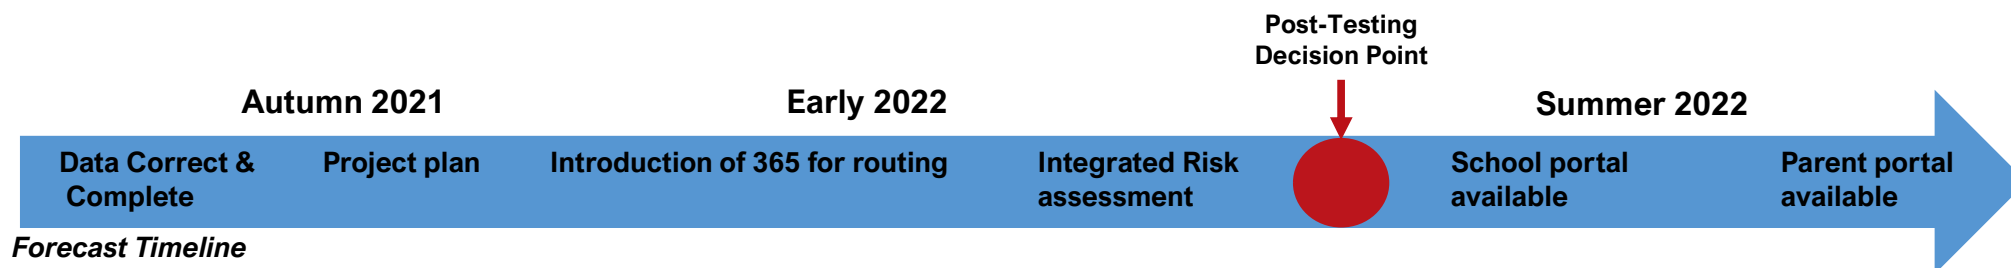 Post-Testing
Decision Point
Autumn 2021
Early 2022
Summer 2022
Data Correct &
Complete
Project plan
Introduction of 365 for routing
Integrated Risk
assessment
School portal
available
Parent portal
available
Forecast Timeline